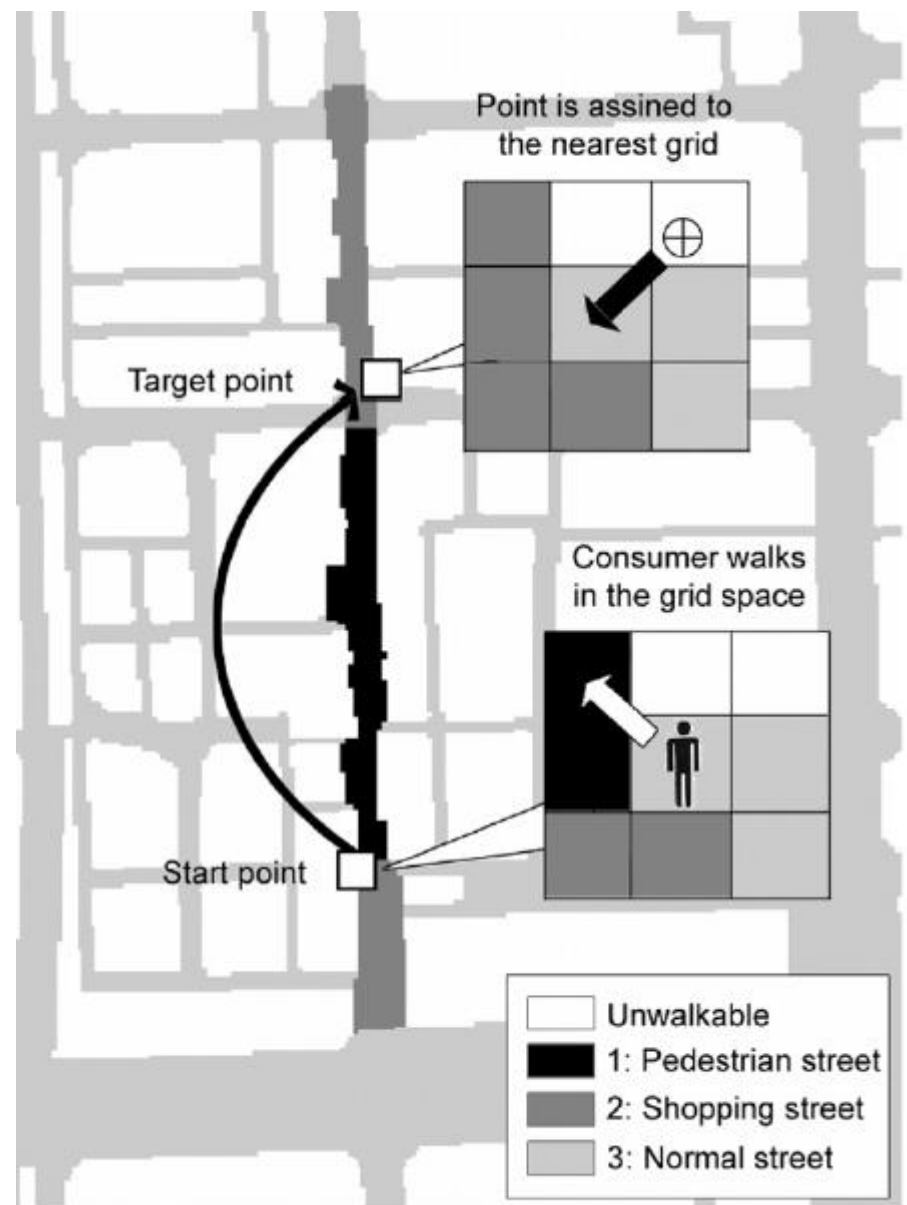 Point is assined to
the nearest grid
Target point
Consumer walks
in the grid space
Start point
Unwalkable
1: Pedestrian street
2: Shopping street
3: Normal street